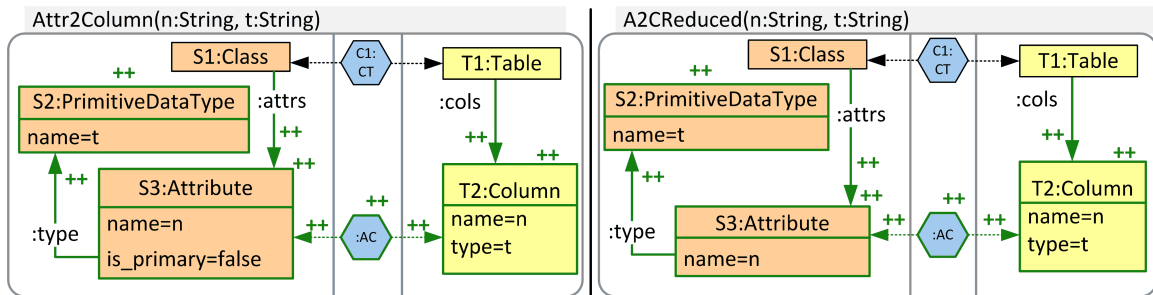 Attr2Column(n:String, t:String)
S1:Class
C1:
CT
T1:Table
++
S2:PrimitiveDataType
name=t
:attrs
++
:cols
++
++
++
++
S3:Attribute
name=n
is_primary=false
:type
++
++
:AC
++
T2:Column
name=n
type=t
A2CReduced(n:String, t:String)
S1:Class
C1:
CT
T1:Table
++
S2:PrimitiveDataType
name=t
:attrs
:cols
++
++
++
++
++
S3:Attribute
name=n
:type
++
++
:AC
++
T2:Column
name=n
type=t